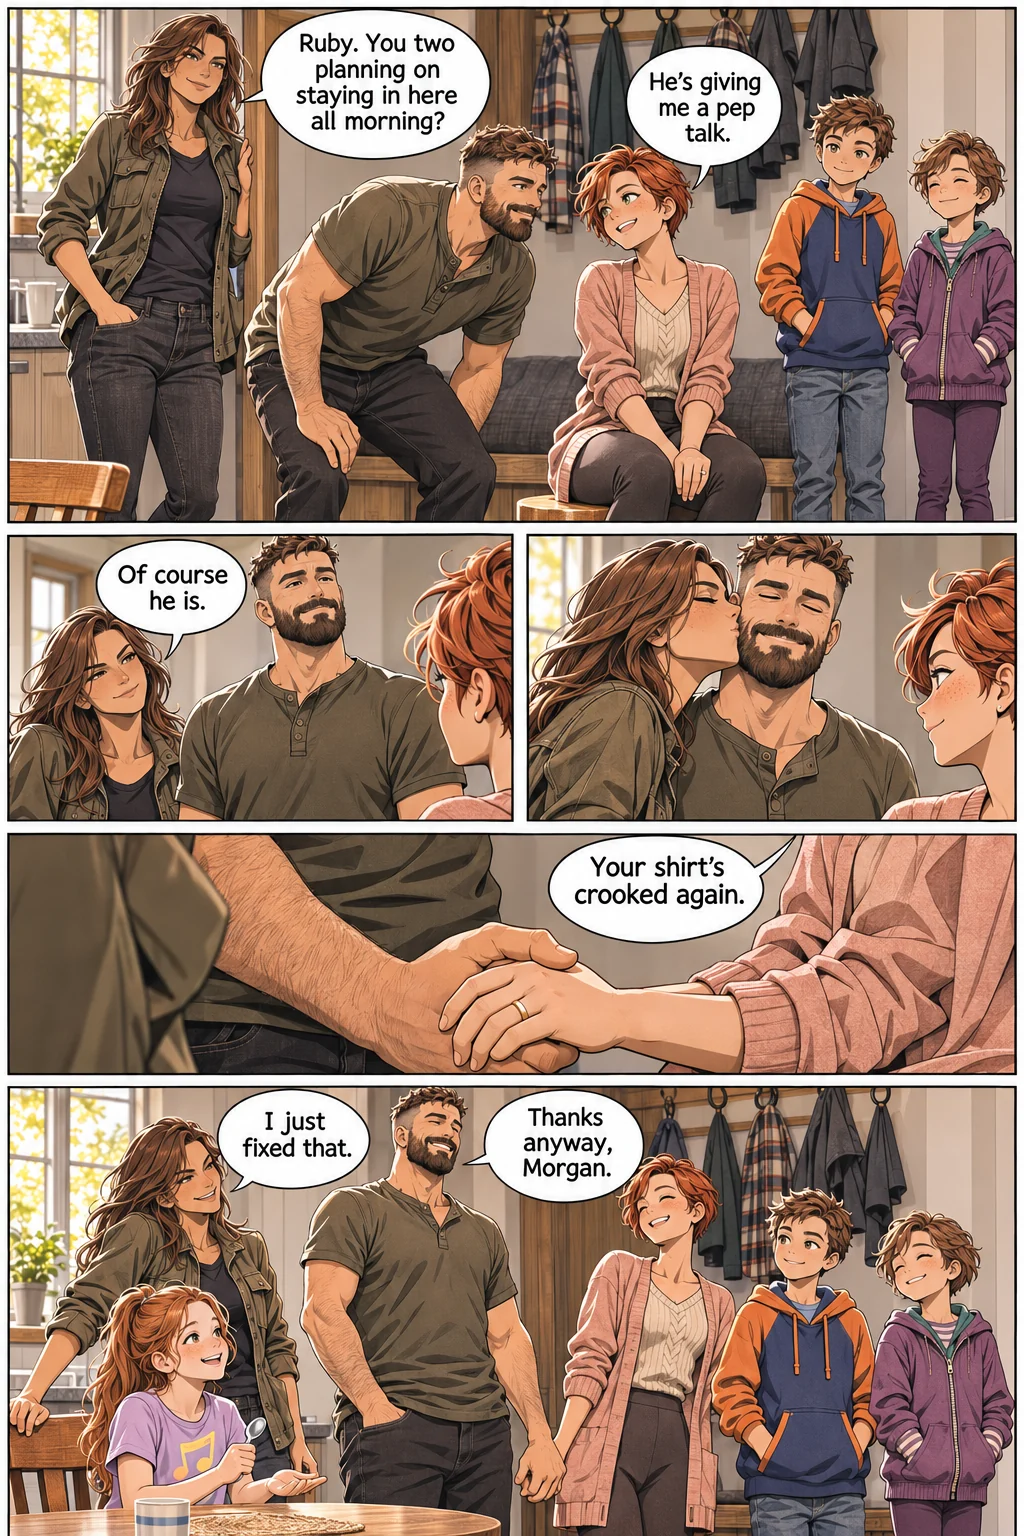 Ruby. You two
planning on
staying in here
all morning?
He's giving
me a pep
talk.
Of course
he is.
Your shirt's
crooked again.
I just
fixed that.
Thanks
anyway,
Morgan.